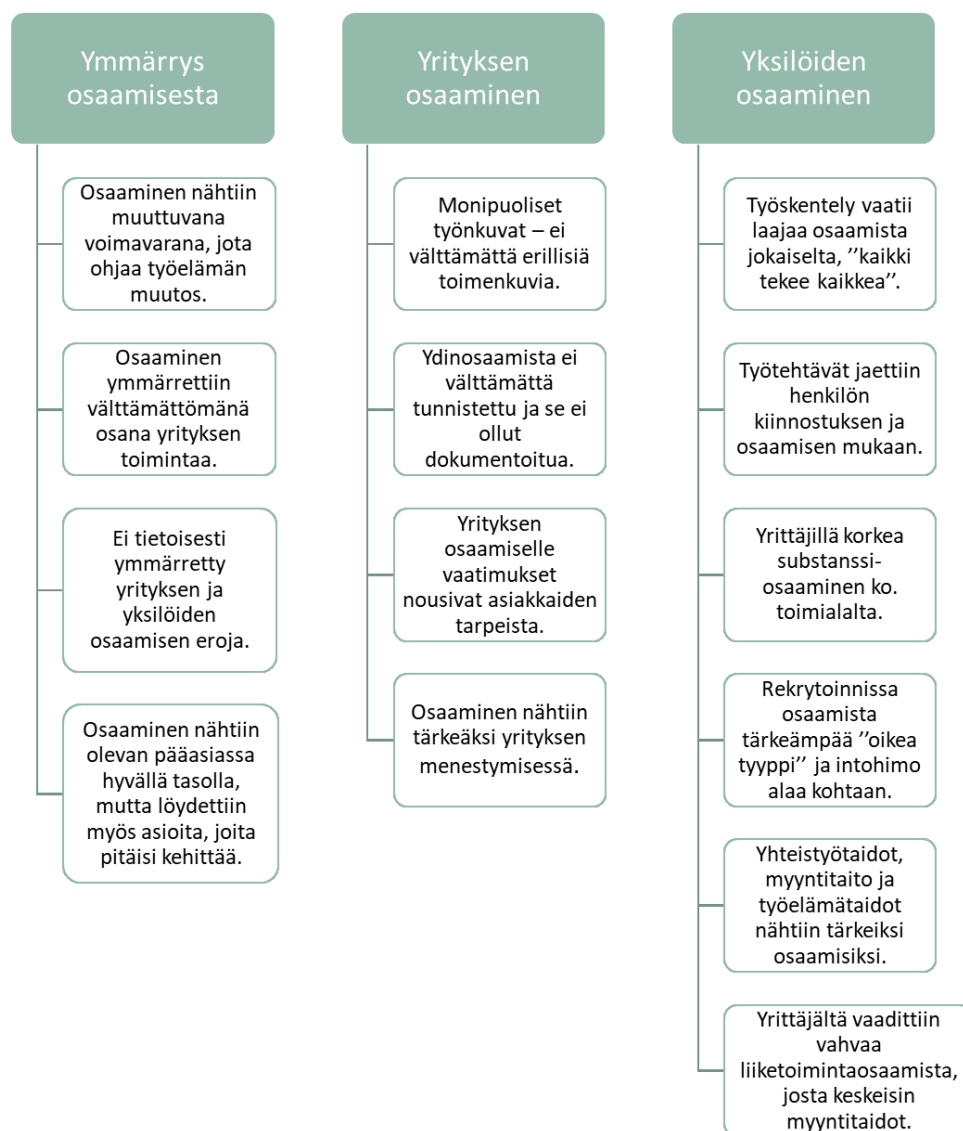 Ymmärrys
osaamisesta
Osaaminen nähtiin
muuttuvana
voimavarana, jota
ohjaa työelämän
muutos.
Osaaminen
ymmärrettiin
välttämättömänä
osana yrityksen
toimintaa.
Ei tietoisesti
ymmärretty
yrityksen ja
yksilöiden
osaamisen eroja.
Osaaminen nähtiin
olevan pääasiassa
hyvällä tasolla,
mutta löydettiin
myös asioita, joita
pitäisi kehittää.
Yrityksen
osaaminen
Monipuoliset
työnkuvat – ei
välttämättä erillisiä
toimenkuvia.
Ydinosaamista ei
välttämättä
tunnistettu ja se ei
ollut
dokumentoitua.
Yrityksen
osaamiselle
vaatimukset
nousivat asiakkaiden
tarpeista.
Osaaminen nähtiin
tärkeäksi yrityksen
menestymisessä.
Yksilöiden
osaaminen
Työskentely vaatii
laajaa osaamista
jokaiselta, ”kaikki
tekee kaikkea”.
Työtehtävät jaettiin
henkilön
kiinnostuksen ja
osaamisen mukaan.
Yrittäjillä korkea
substanssi-
osaaminen ko.
toimialalta.
Rekrytoinnissa
osaamista
tärkeämpää ”oikea
tyyppi” ja intohimo
alaa kohtaan.
Yhteistyötaidot,
myyntitaito ja
työelämätaidot
nähtiin tärkeiksi
osaamisiksi.
Yrittäjältä vaadittiin
vahvaa
liiketoimintaosaamista,
josta keskeisin
myyntitaidot.